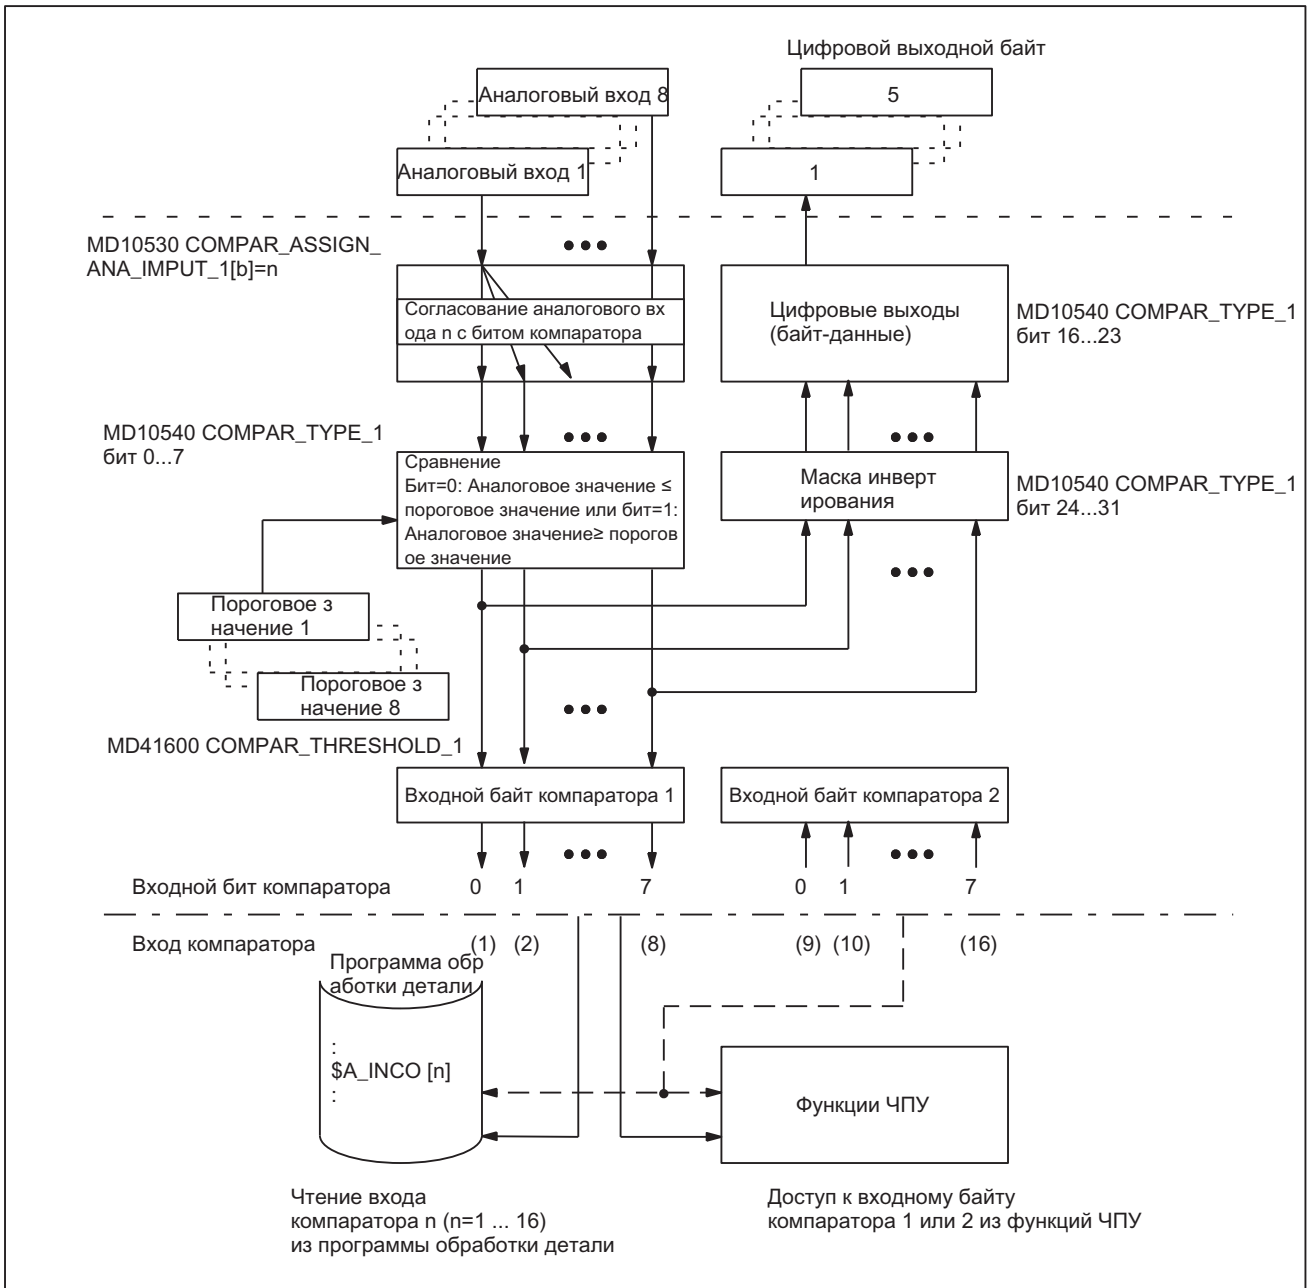 Цифровой выходной байт
Аналоговый вход 8
5
Аналоговый вход 1
1
MD10530 COMPAR_ASSIGN_
ANA_IMPUT_1[b]=n
Согласование аналогового вх
ода n с битом компаратора
Цифровые выходы
(байт-данные)
MD10540 COMPAR_TYPE_1
бит 16...23
MD10540 COMPAR_TYPE_1
бит 0...7
Сравнение
Бит=0: Аналоговое значение ≤
пороговое значение или бит=1:
Аналоговое значение≥ порогов
ое значение
Маска инверт
ирования
MD10540 COMPAR_TYPE_1
бит 24...31
Пороговое з
начение 1
Пороговое з
начение 8
MD41600 COMPAR_THRESHOLD_1
Входной байт компаратора 1
Входной байт компаратора 2
Входной бит компаратора 0 1 7 0 1 7
Вход компаратора (1) (2) (8) (9) (10) (16)
Программа обр
аботки детали
:
$A_INCO [n]
:
Функции ЧПУ
Чтение входа
компаратора n (n=1 ... 16)
из программы обработки детали
Доступ к входному байту
компаратора 1 или 2 из функций ЧПУ